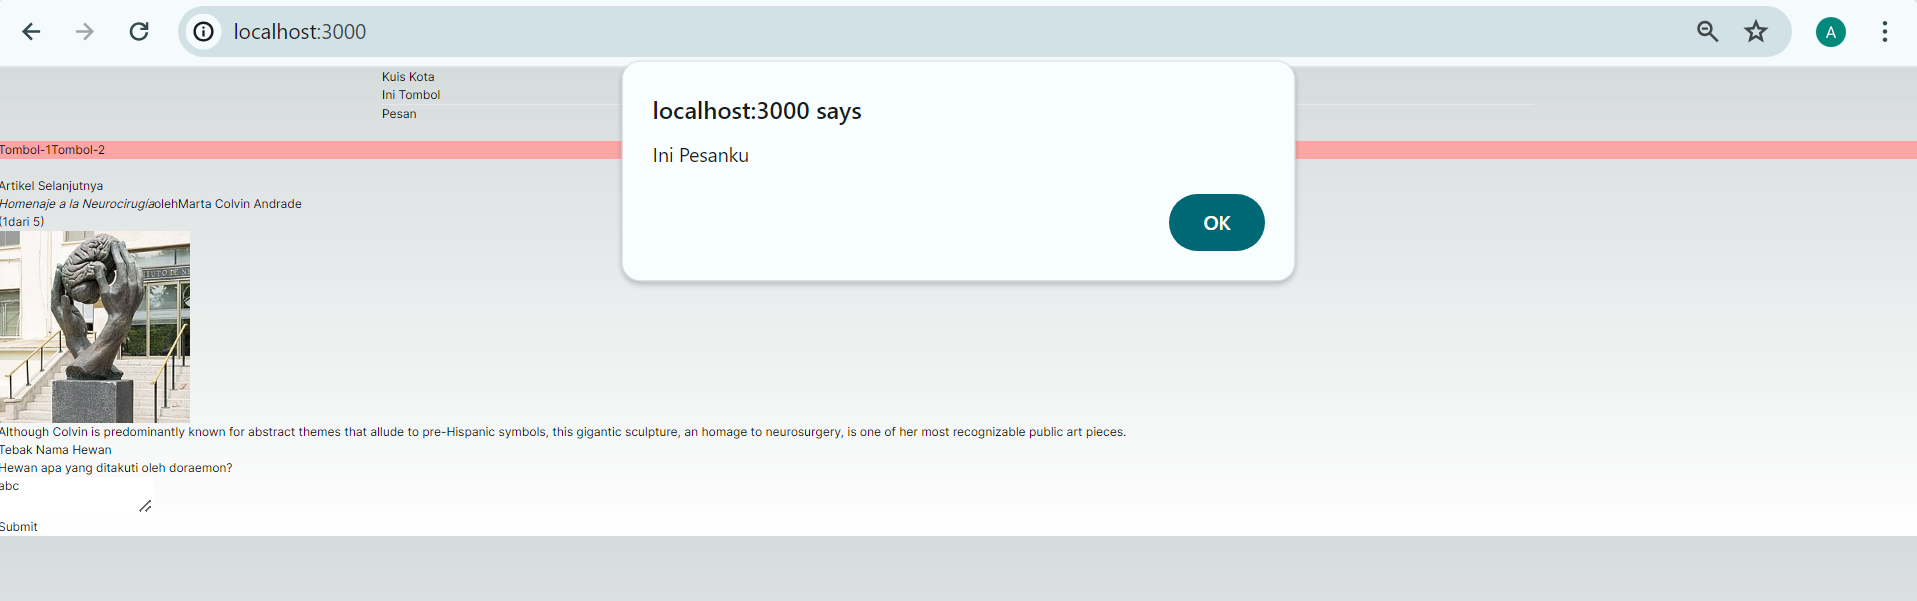 localhost:3000
A
Kuis Kota
Ini Tombol
Pesan
localhost:3000 says
Ini Pesanku
OK
Tombol-1Tombol-2
Artikel Selanjutnya
Homenaje a la NeurocirugíaolehMarta Colvin Andrade
(1dari 5)
TUTO DE N
Although Colvin is predominantly known for abstract themes that allude to pre-Hispanic symbols, this gigantic sculpture, an homage to neurosurgery, is one of her most recognizable public art pieces.
Tebak Nama Hewan
Hewan apa yang ditakuti oleh doraemon?
abc
Submit